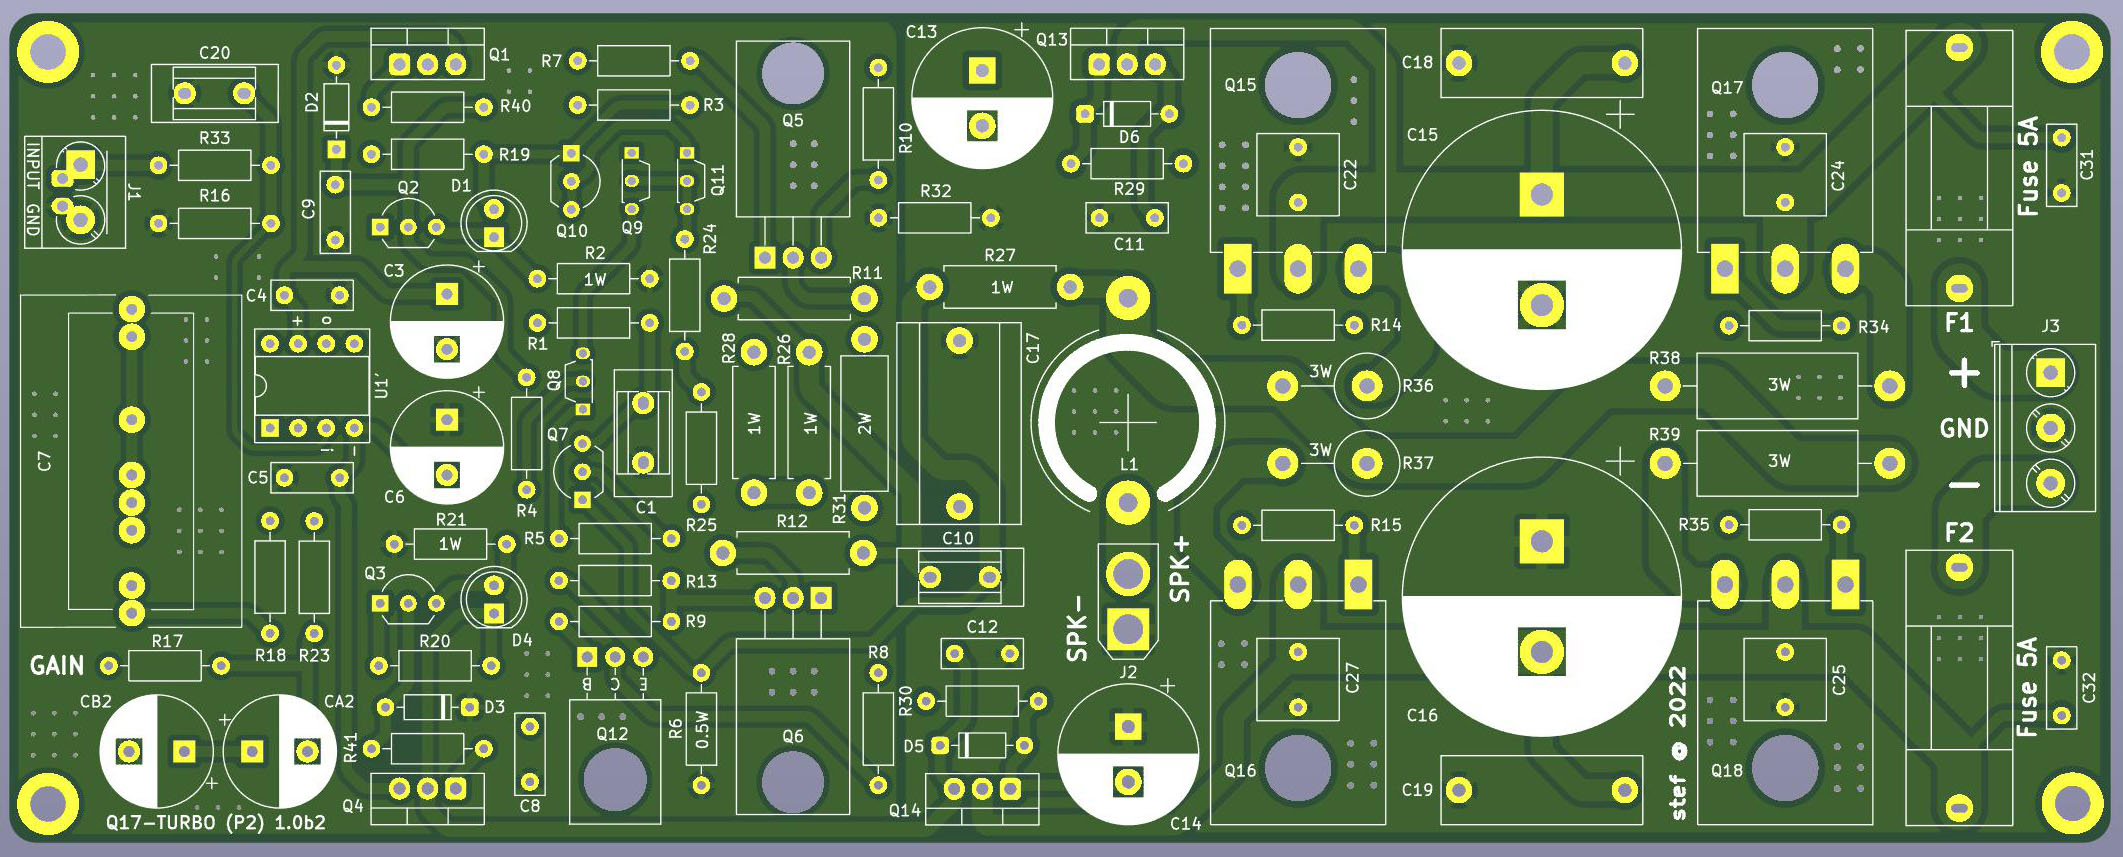 C20
R33
R16
INPUT GND
J1
D2
Q1
R40
R19
C9
Q2
D1
R7
R3
Q10
Q9
Q11
R24
Q5
R10
C13
Q13
D6
R29
C11
R32
Q15
C22
C18
C15
Q17
C24
Fuse 5A
C31
C4
C3
R2
1W
R1
R11
R27
1W
R14
R34
F1
J3
+ o
U1´
i -
C7
C5
C6
Q8
Q7
R4
C1
R25
R28
1W
R26
1W
2W
R31
C17
L1
3W
R36
3W
R37
R38
3W
R39
3W
+
GND
–
R21
1W
R5
R12
C10
R15
R35
F2
Q3
D4
R13
R9
SPK-
SPK+
J2
C12
R18
R23
R17
GAIN
R20
D3
R41
B C E
Q12
R6
0.5W
Q6
R8
R30
D5
Q14
C14
Q16
C27
C16
C19
Q18
C25
Fuse 5A
C32
CB2
CA2
Q4
C8
Q17-TURBO (P2) 1.0b2
stef © 2022